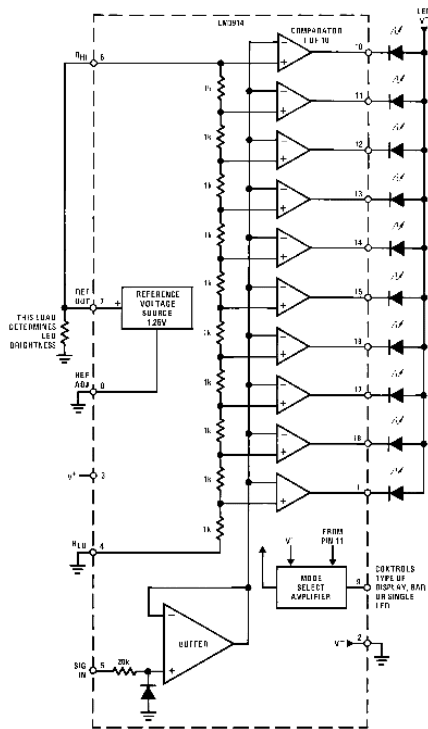 LM3914
COMPARATOR
1 OF 10
LED
V+
RHI
6
10
11
1k
12
1k
13
1k
14
1k
15
1k
REF
OUT
7
REFERENCE
VOLTAGE
SOURCE
1.25V
THIS LOAD
DETERMINES
LED
BRIGHTNESS
REF
ADJ
8
16
1k
17
1k
18
1k
1
1k
V+
3
1k
RLO
4
FROM
PIN 11
V+
MODE
SELECT
AMPLIFIER
9
CONTROLS
TYPE OF
DISPLAY, BAR
OR SINGLE
LED
BUFFER
V−
2
SIG
IN
5
20k